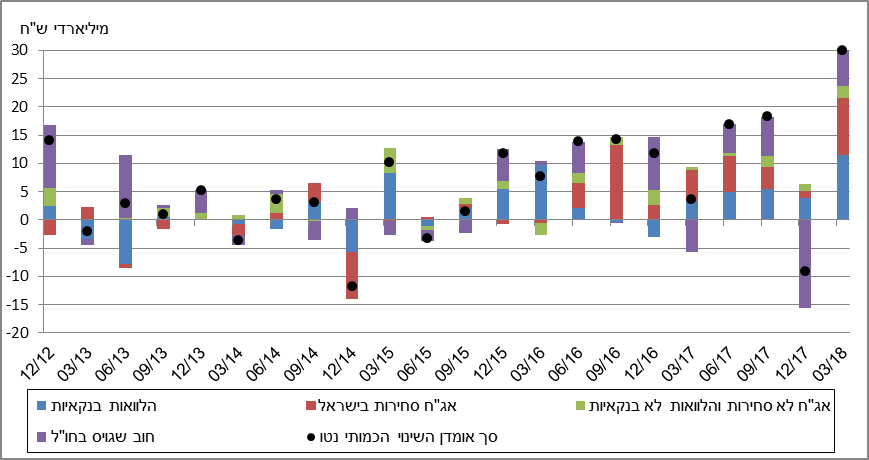 מיליארדי ש"ח
30
25
20
15
10
5
0
-5
-10
-15
-20
12/12 03/13 06/13 09/13 12/13 03/14 06/14 09/14 12/14 03/15 06/15 09/15 12/15 03/16 06/16 09/16 12/16 03/17 06/17 09/17 12/17 03/18
הלוואות בנקאיות אג"ח סחירות בישראל אג"ח לא סחירות והלוואות לא בנקאיות
חוב שגויס בחו"ל סך אומדן השינוי הכמותי נטו